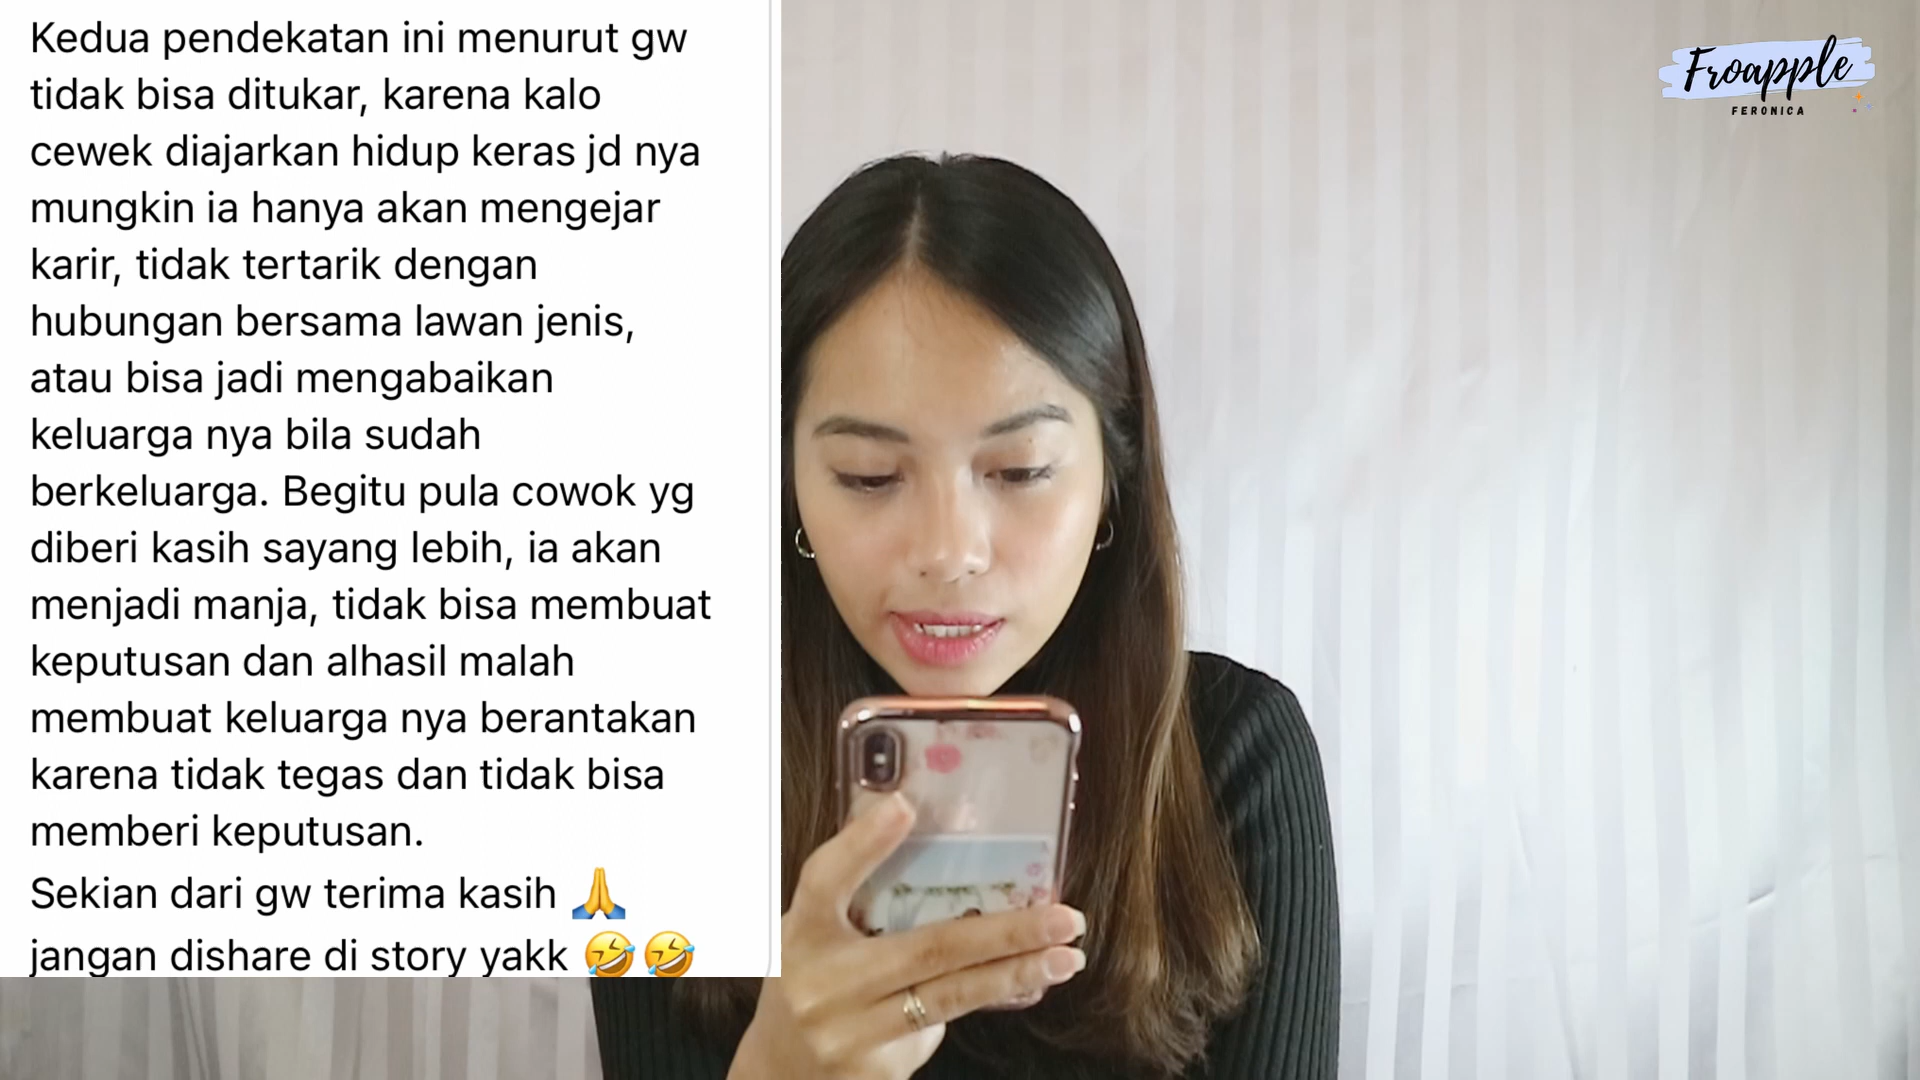 Kedua pendekatan ini menurut gw
tidak bisa ditukar, karena kalo
cewek diajarkan hidup keras jd nya
mungkin ia hanya akan mengejar
karir, tidak tertarik dengan
hubungan bersama lawan jenis,
atau bisa jadi mengabaikan
keluarga nya bila sudah
berkeluarga. Begitu pula cowok yg
diberi kasih sayang lebih, ia akan
menjadi manja, tidak bisa membuat
keputusan dan alhasil malah
membuat keluarga nya berantakan
karena tidak tegas dan tidak bisa
memberi keputusan.
Sekian dari gw terima kasih 🙏
jangan dishare di story yakk 🤣🤣
Froapple
FERONICA